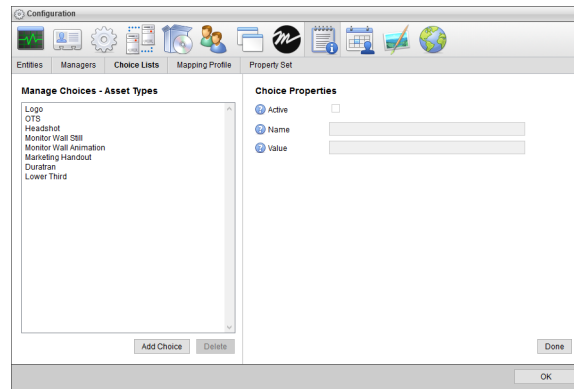 Configuration
Entities Managers Choice Lists Mapping Profile Property Set
Manage Choices - Asset Types
Logo
OTS
Headshot
Monitor Wall Still
Monitor Wall Animation
Marketing Handout
Duratran
Lower Third
Add Choice Delete
Choice Properties
Active
Name
Value
Done
OK